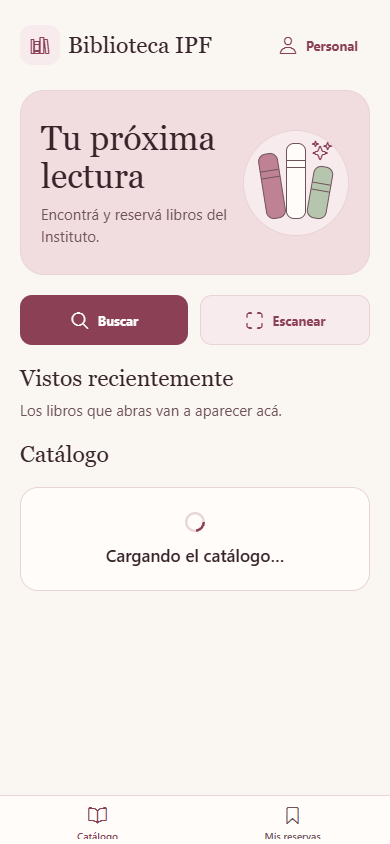 Biblioteca IPF
Personal
Tu próxima
lectura
Encontrá y reservá libros del
Instituto.
Buscar
Escanear
Vistos recientemente
Los libros que abras van a aparecer acá.
Catálogo
Cargando el catálogo…
Catálogo
Mis reservas